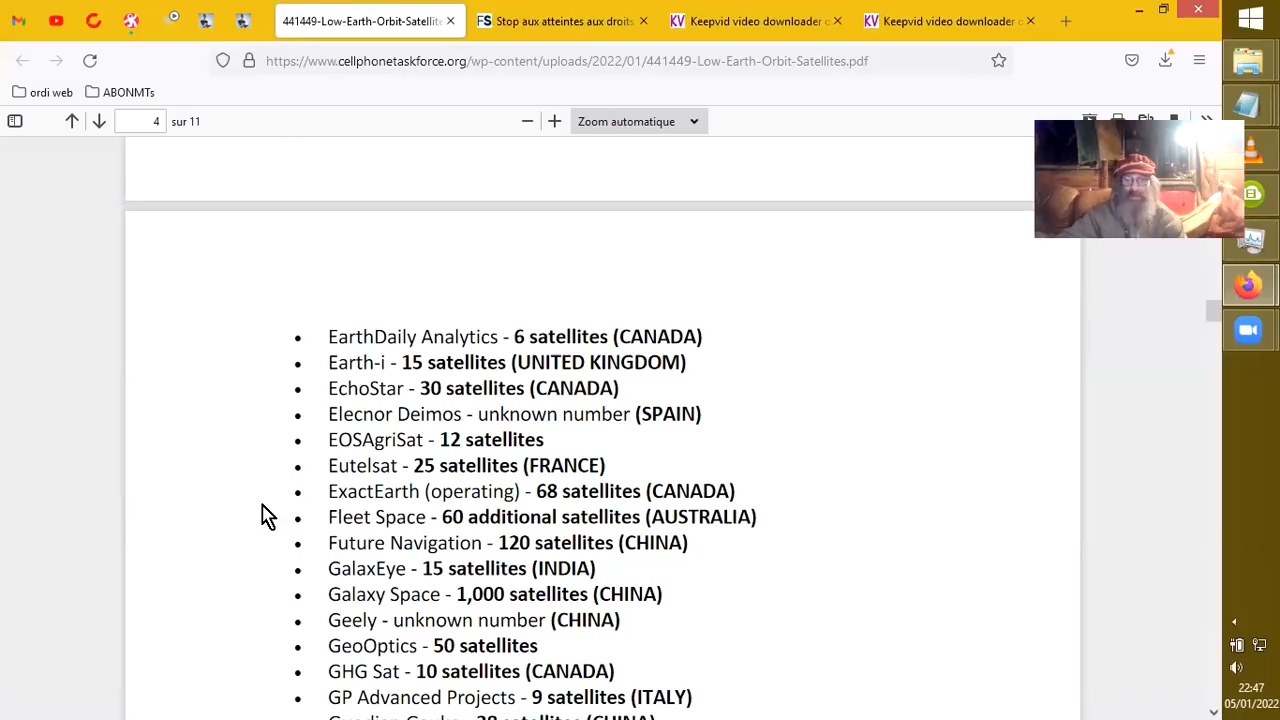 441449-Low-Earth-Orbit-Satellite
Stop aux atteintes aux droits
Keepvid video downloader
Keepvid video downloader
https://www.cellphonetaskforce.org/wp-content/uploads/2022/01/441449-Low-Earth-Orbit-Satellites.pdf
ordi web
ABONMTs
4 sur 11
Zoom automatique
• EarthDaily Analytics - 6 satellites (CANADA)
• Earth-i - 15 satellites (UNITED KINGDOM)
• EchoStar - 30 satellites (CANADA)
• Elecnor Deimos - unknown number (SPAIN)
• EOSAgriSat - 12 satellites
• Eutelsat - 25 satellites (FRANCE)
• ExactEarth (operating) - 68 satellites (CANADA)
• Fleet Space - 60 additional satellites (AUSTRALIA)
• Future Navigation - 120 satellites (CHINA)
• GalaxEye - 15 satellites (INDIA)
• Galaxy Space - 1,000 satellites (CHINA)
• Geely - unknown number (CHINA)
• GeoOptics - 50 satellites
• GHG Sat - 10 satellites (CANADA)
• GP Advanced Projects - 9 satellites (ITALY)
22:47
05/01/2022